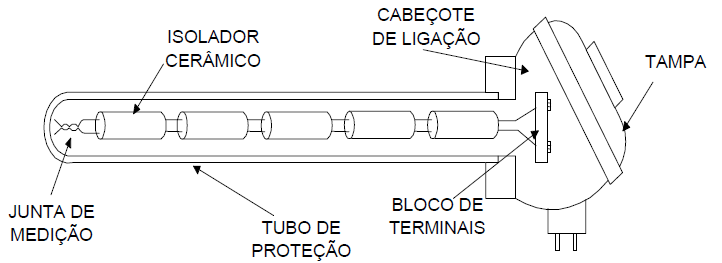 ISOLADOR
CERÂMICO
CABEÇOTE
DE LIGAÇÃO
TAMPA
JUNTA DE
MEDIÇÃO
TUBO DE
PROTEÇÃO
BLOCO DE
TERMINAIS